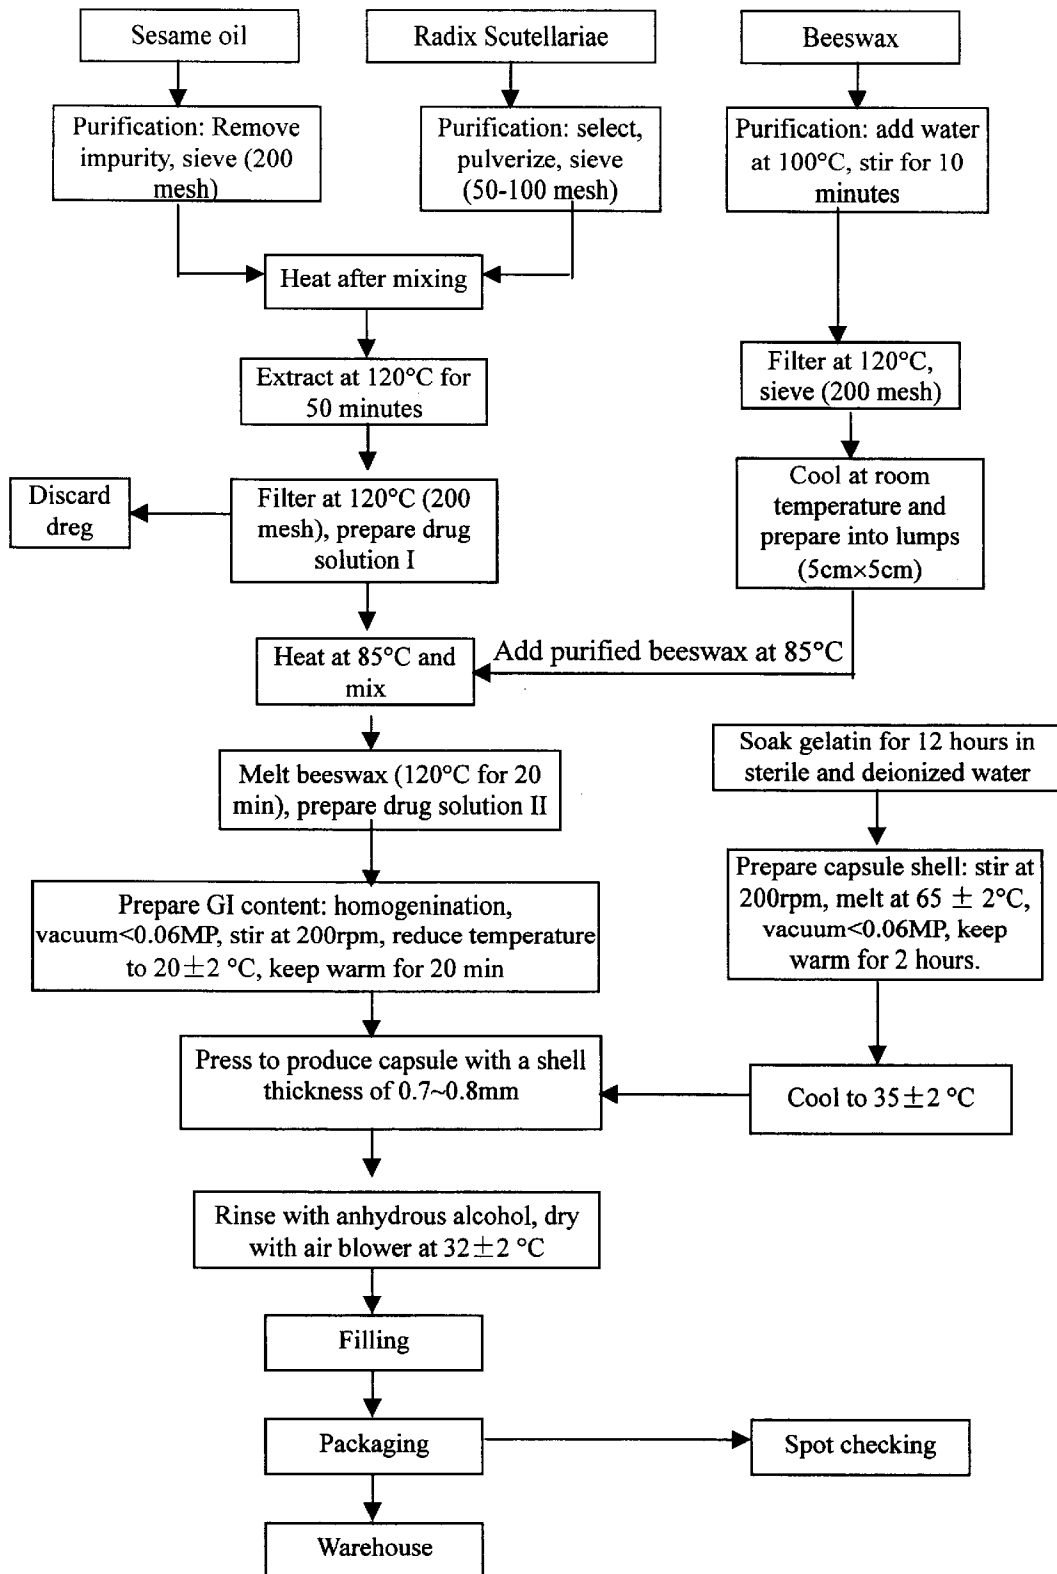 Sesame oil
Radix Scutellariae
Beeswax
Purification: Remove
impurity, sieve (200
mesh)
Purification: select,
pulverize, sieve
(50-100 mesh)
Purification: add water
at 100°C, stir for 10
minutes
Heat after mixing
Extract at 120°C for
50 minutes
Filter at 120°C,
sieve (200 mesh)
Discard
dreg
Filter at 120°C (200
mesh), prepare drug
solution I
Cool at room
temperature and
prepare into lumps
(5cm×5cm)
Heat at 85°C and
mix
Add purified beeswax at 85°C
Melt beeswax (120°C for 20
min), prepare drug solution II
Soak gelatin for 12 hours in
sterile and deionized water
Prepare GI content: homogenination,
vacuum<0.06MP, stir at 200rpm, reduce temperature
to 20±2 °C, keep warm for 20 min
Prepare capsule shell: stir at
200rpm, melt at 65 ± 2°C,
vacuum<0.06MP, keep
warm for 2 hours.
Press to produce capsule with a shell
thickness of 0.7~0.8mm
Cool to 35±2 °C
Rinse with anhydrous alcohol, dry
with air blower at 32±2 °C
Filling
Packaging
Spot checking
Warehouse